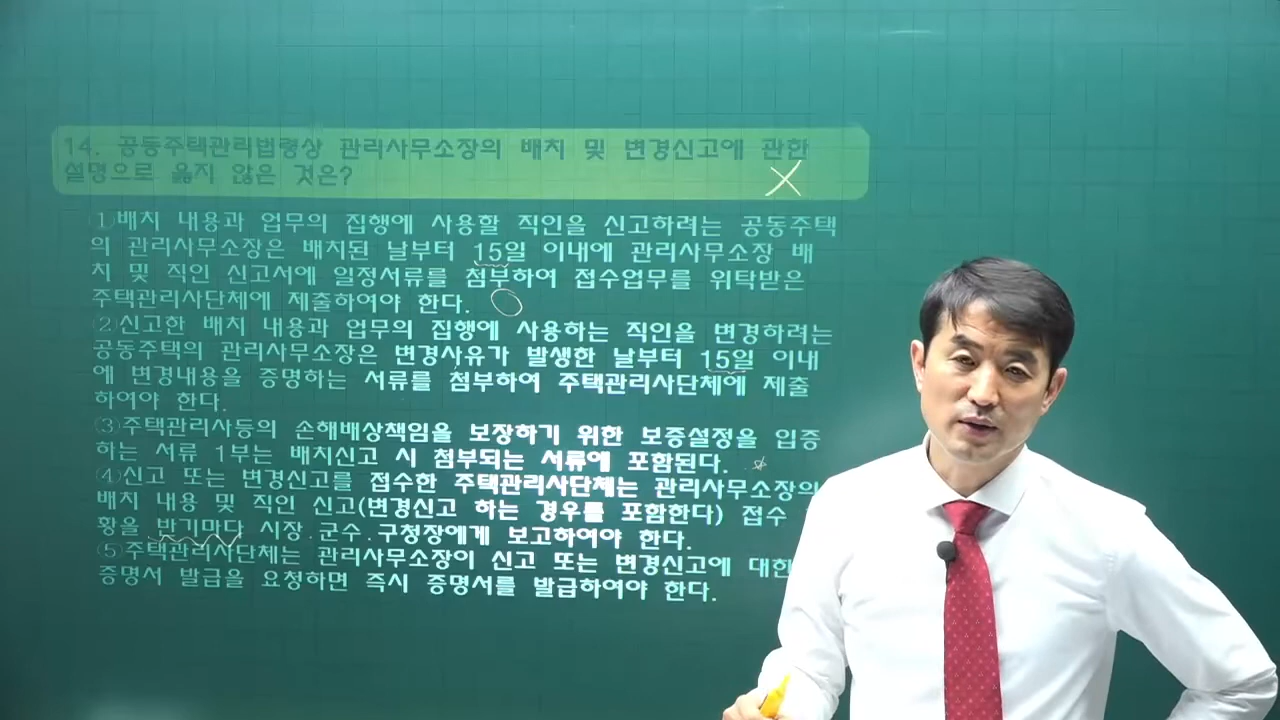 14. 공동주택관리법령상 관리사무소장의 배치 및 변경신고에 관한
설명으로 옳지 않은 것은?
①배치 내용과 업무의 집행에 사용할 직인을 신고하려는 공동주택
의 관리사무소장은 배치된 날부터 15일 이내에 관리사무소장 배
치 및 직인 신고서에 일정서류를 첨부하여 접수업무를 위탁받은
주택관리사단체에 제출하여야 한다.
②신고한 배치 내용과 업무의 집행에 사용하는 직인을 변경하려는
공동주택의 관리사무소장은 변경사유가 발생한 날부터 15일 이내
에 변경내용을 증명하는 서류를 첨부하여 주택관리사단체에 제출
하여야 한다.
③주택관리사등의 손해배상책임을 보장하기 위한 보증설정을 입증
하는 서류 1부는 배치신고 시 첨부되는 서류에 포함된다.
④신고 또는 변경신고를 접수한 주택관리사단체는 관리사무소장의
배치 내용 및 직인 신고(변경신고 하는 경우를 포함한다) 접수
황을 반기마다 시장·군수·구청장에게 보고하여야 한다.
⑤주택관리사단체는 관리사무소장이 신고 또는 변경신고에 대한
증명서 발급을 요청하면 즉시 증명서를 발급하여야 한다.